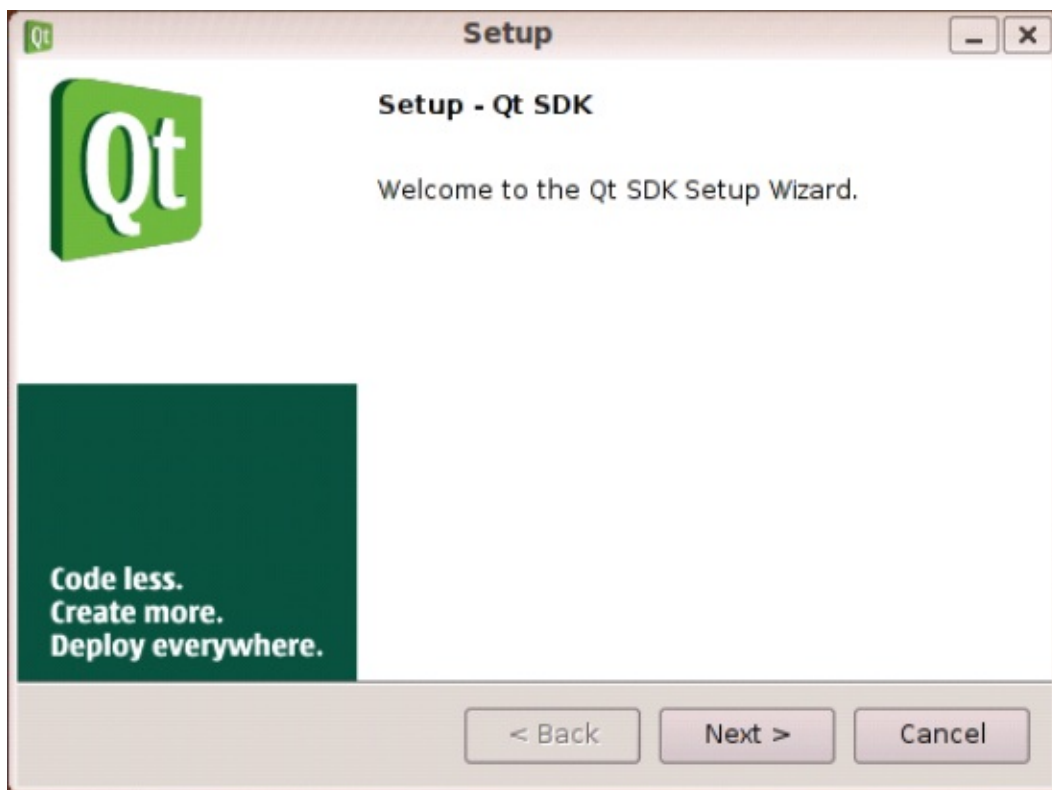 Qt
Setup
Qt
Setup - Qt SDK
Welcome to the Qt SDK Setup Wizard.
Code less.
Create more.
Deploy everywhere.
< Back
Next >
Cancel